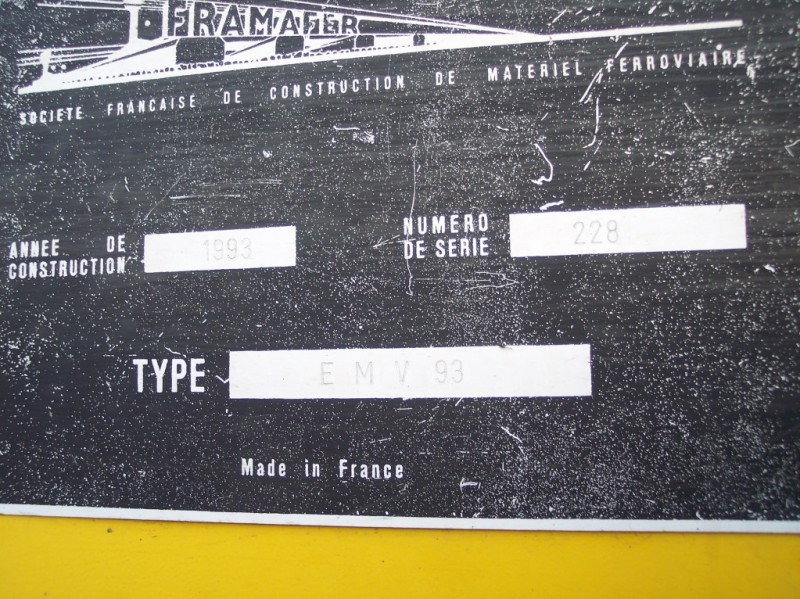 FRAMAFER
SOCIETE FRANCAISE DE CONSTRUCTION DE MATERIEL FERROVIAIRE
ANNEE DE
CONSTRUCTION
1993
NUMERO
DE SERIE
228
TYPE E M V 93
Made in France